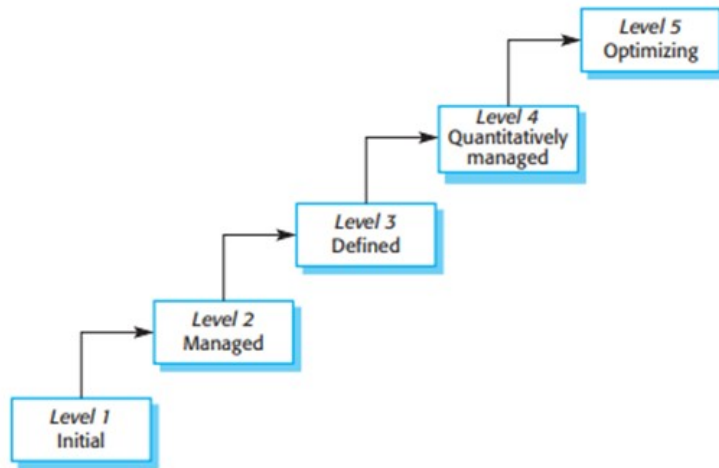 Level 5
Optimizing
Level 4
Quantitatively
managed
Level 3
Defined
Level 2
Managed
Level 1
Initial